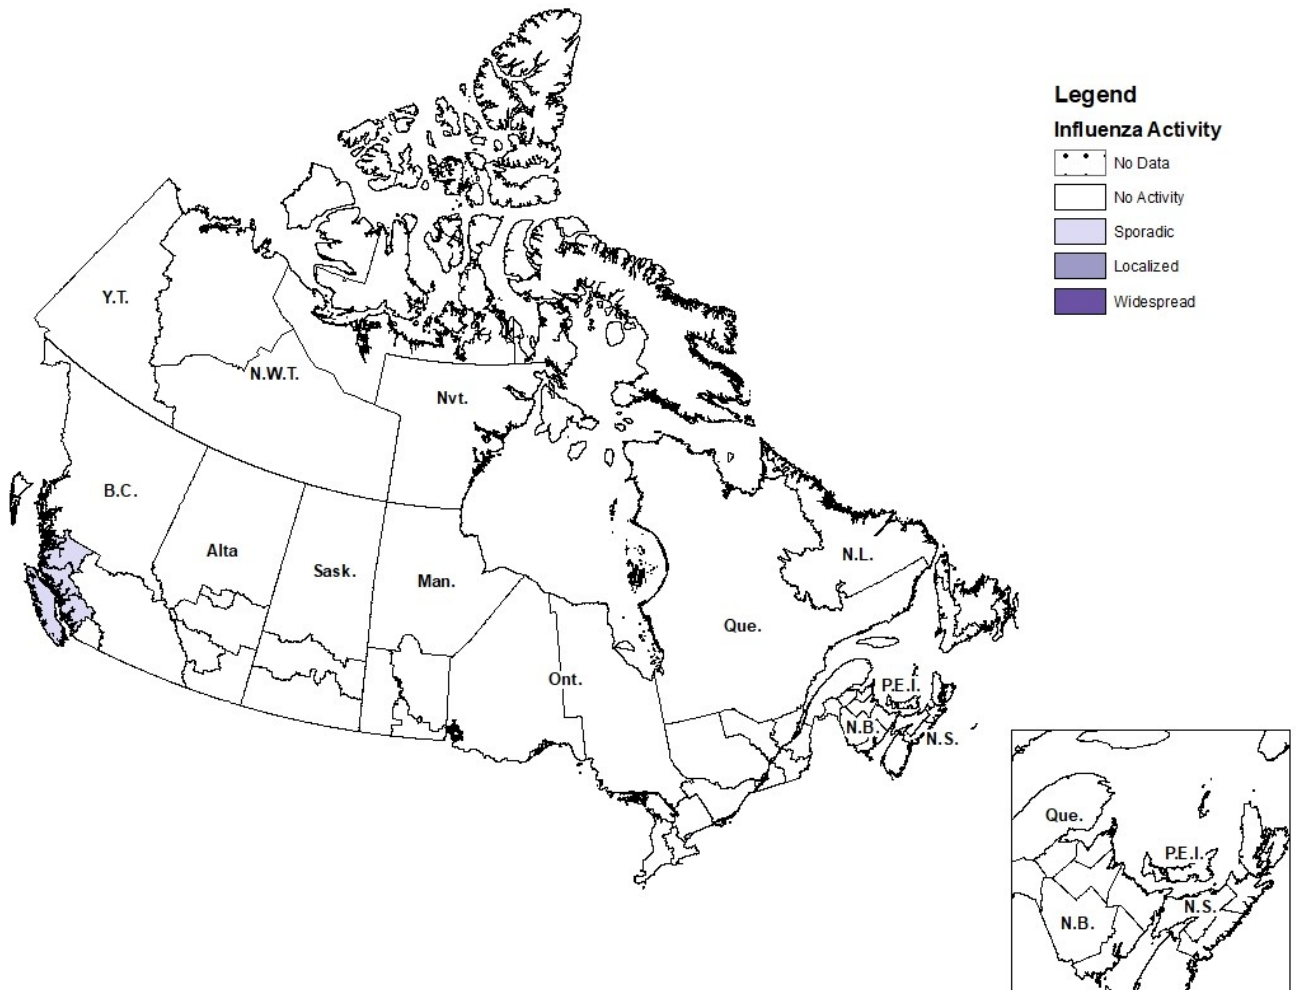 Legend
Influenza Activity
No Data
No Activity
Sporadic
Localized
Widespread
Y.T.
N.W.T.
Nvt.
B.C.
Alta
Sask.
Man.
Ont.
Que.
N.L.
P.E.I.
N.B.
N.S.
Que.
P.E.I.
N.S.
N.B.